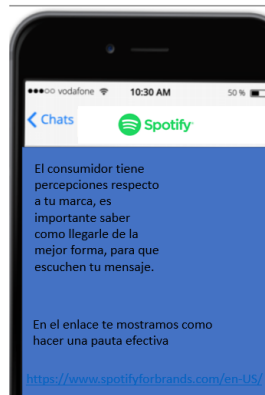 vodafone 10:30 AM 50 %
Chats Spotify
El consumidor tiene
percepciones respecto
a tu marca, es
importante saber
como llegarle de la
mejor forma, para que
escuchen tu mensaje.
En el enlace te mostramos como
hacer una pauta efectiva
https://www.spotifyforbrands.com/en-US/